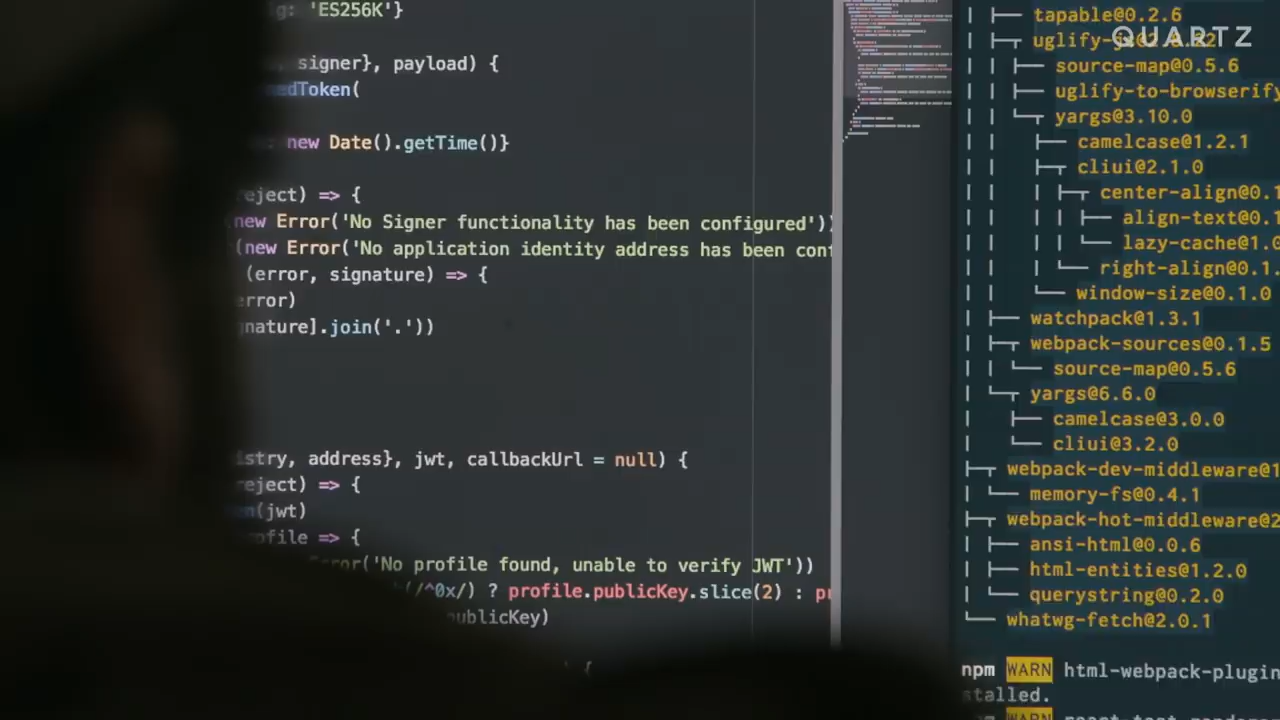 g: 'ES256K'}
signer}, payload) {
edToken(
new Date().getTime()}
eject) => {
new Error('No Signer functionality has been configured'))
(new Error('No application identity address has been conf
(error, signature) => {
error)
nature].join('.'))
istry, address}, jwt, callbackUrl = null) {
reject) => {
(jwt)
ofile => {
ror('No profile found, unable to verify JWT'))
(/^0x/) ? profile.publicKey.slice(2) : pr
publicKey)
{
QUARTZ
├── tapable@0.2.6
├─┬ uglify-
├── source-map@0.5.6
├── uglify-to-browserify
└─┬ yargs@3.10.0
├── camelcase@1.2.1
├─┬ cliui@2.1.0
├─┬ center-align@0.1
├── align-text@0.1
└── lazy-cache@1.0
└── right-align@0.1.
└── window-size@0.1.0
├── watchpack@1.3.1
├─┬ webpack-sources@0.1.5
└── source-map@0.5.6
└─┬ yargs@6.6.0
├── camelcase@3.0.0
└── cliui@3.2.0
├─┬ webpack-dev-middleware@1
└── memory-fs@0.4.1
├─┬ webpack-hot-middleware@2
├── ansi-html@0.0.6
├── html-entities@1.2.0
└── querystring@0.2.0
└── whatwg-fetch@2.0.1
npm WARN html-webpack-plugin
stalled.
WARN